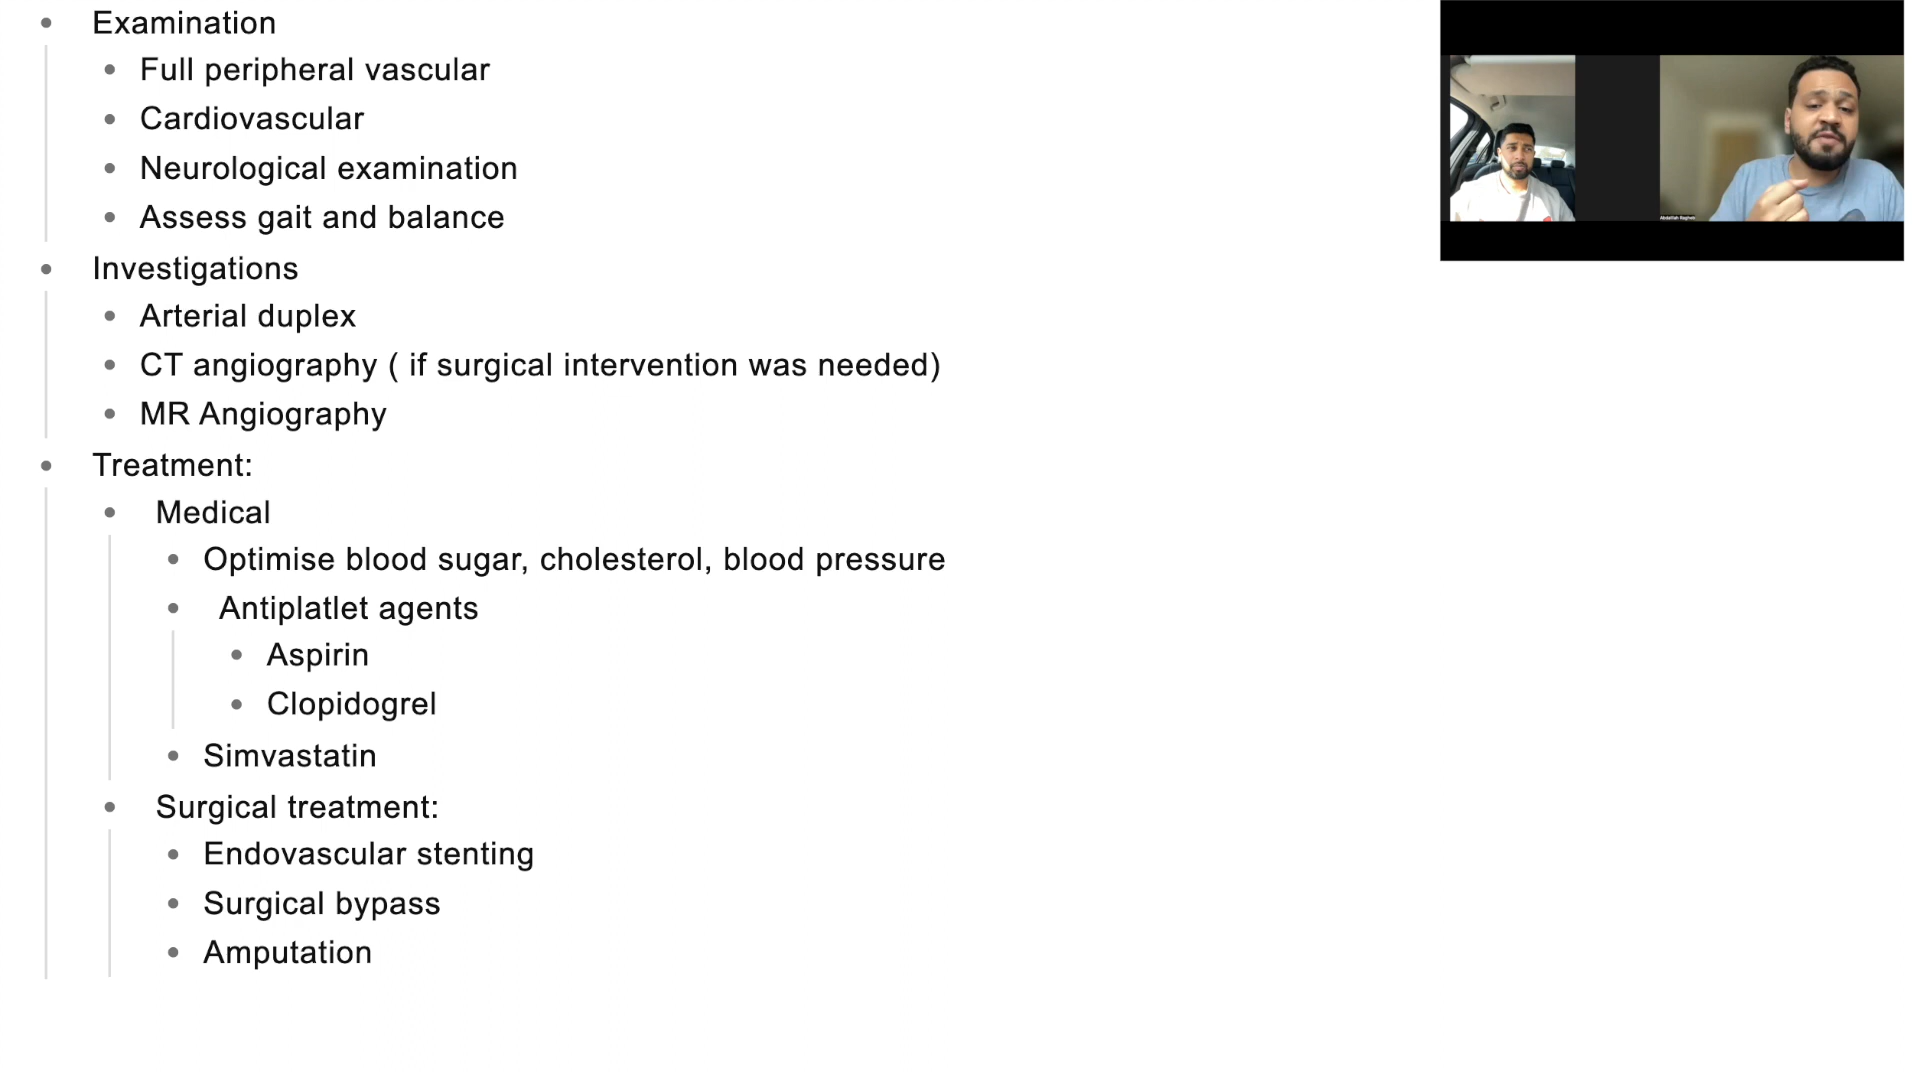 Examination
Full peripheral vascular
Cardiovascular
Neurological examination
Assess gait and balance
Investigations
Arterial duplex
CT angiography ( if surgical intervention was needed)
MR Angiography
Treatment:
Medical
Optimise blood sugar, cholesterol, blood pressure
Antiplatlet agents
Aspirin
Clopidogrel
Simvastatin
Surgical treatment:
Endovascular stenting
Surgical bypass
Amputation